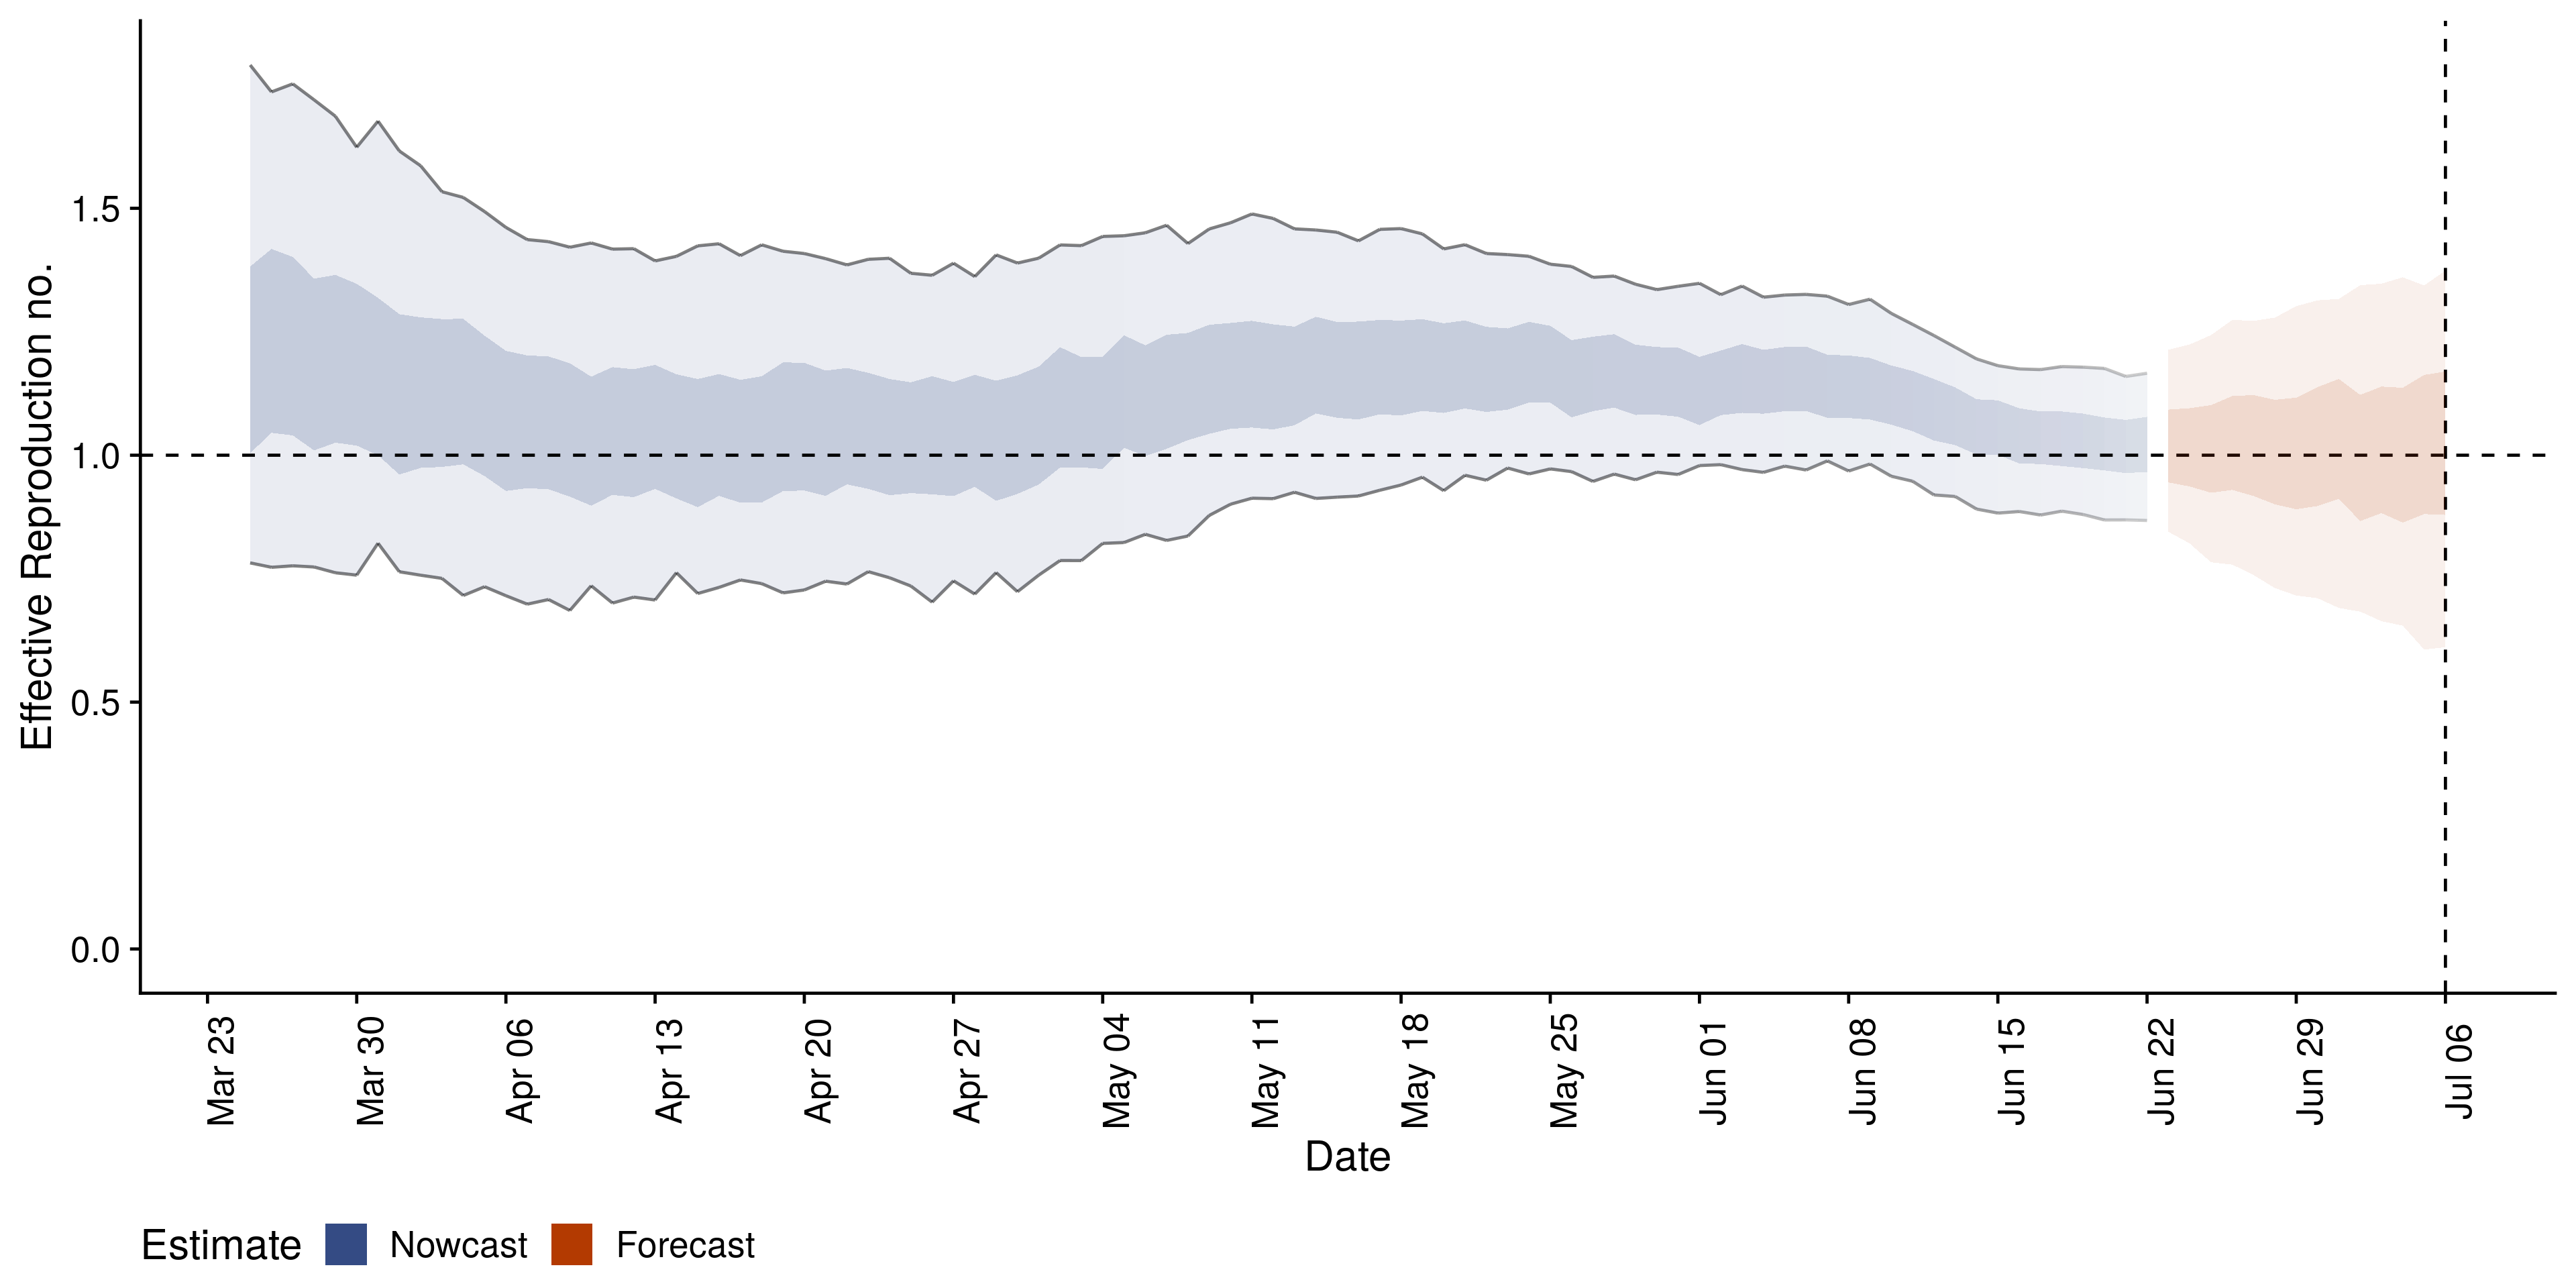 Effective Reproduction no.
1.5
1.0
0.5
0.0
Mar 23
Mar 30
Apr 06
Apr 13
Apr 20
Apr 27
May 04
May 11
May 18
May 25
Jun 01
Jun 08
Jun 15
Jun 22
Jun 29
Jul 06
Date
Estimate Nowcast Forecast